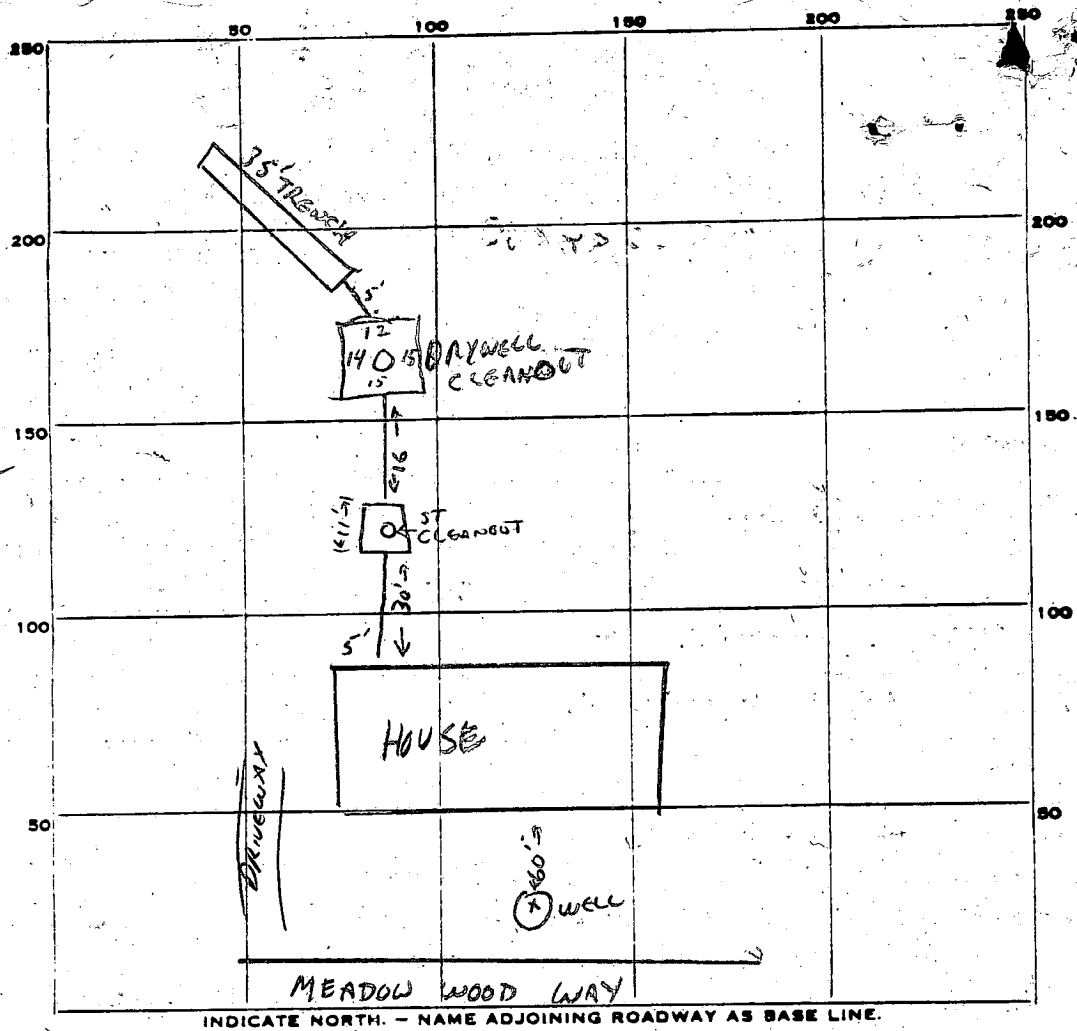 50 100 150 200 250
250
35' TRENCH
200 200
5'
12
14 15 DRYWELL
15 CLEANOUT
150 150
16
11' ST
CLEANOUT
30'
100 100
5'
HOUSE
DRIVEWAY
50 50
60'
X WELL
MEADOW WOOD WAY
INDICATE NORTH. — NAME ADJOINING ROADWAY AS BASE LINE.